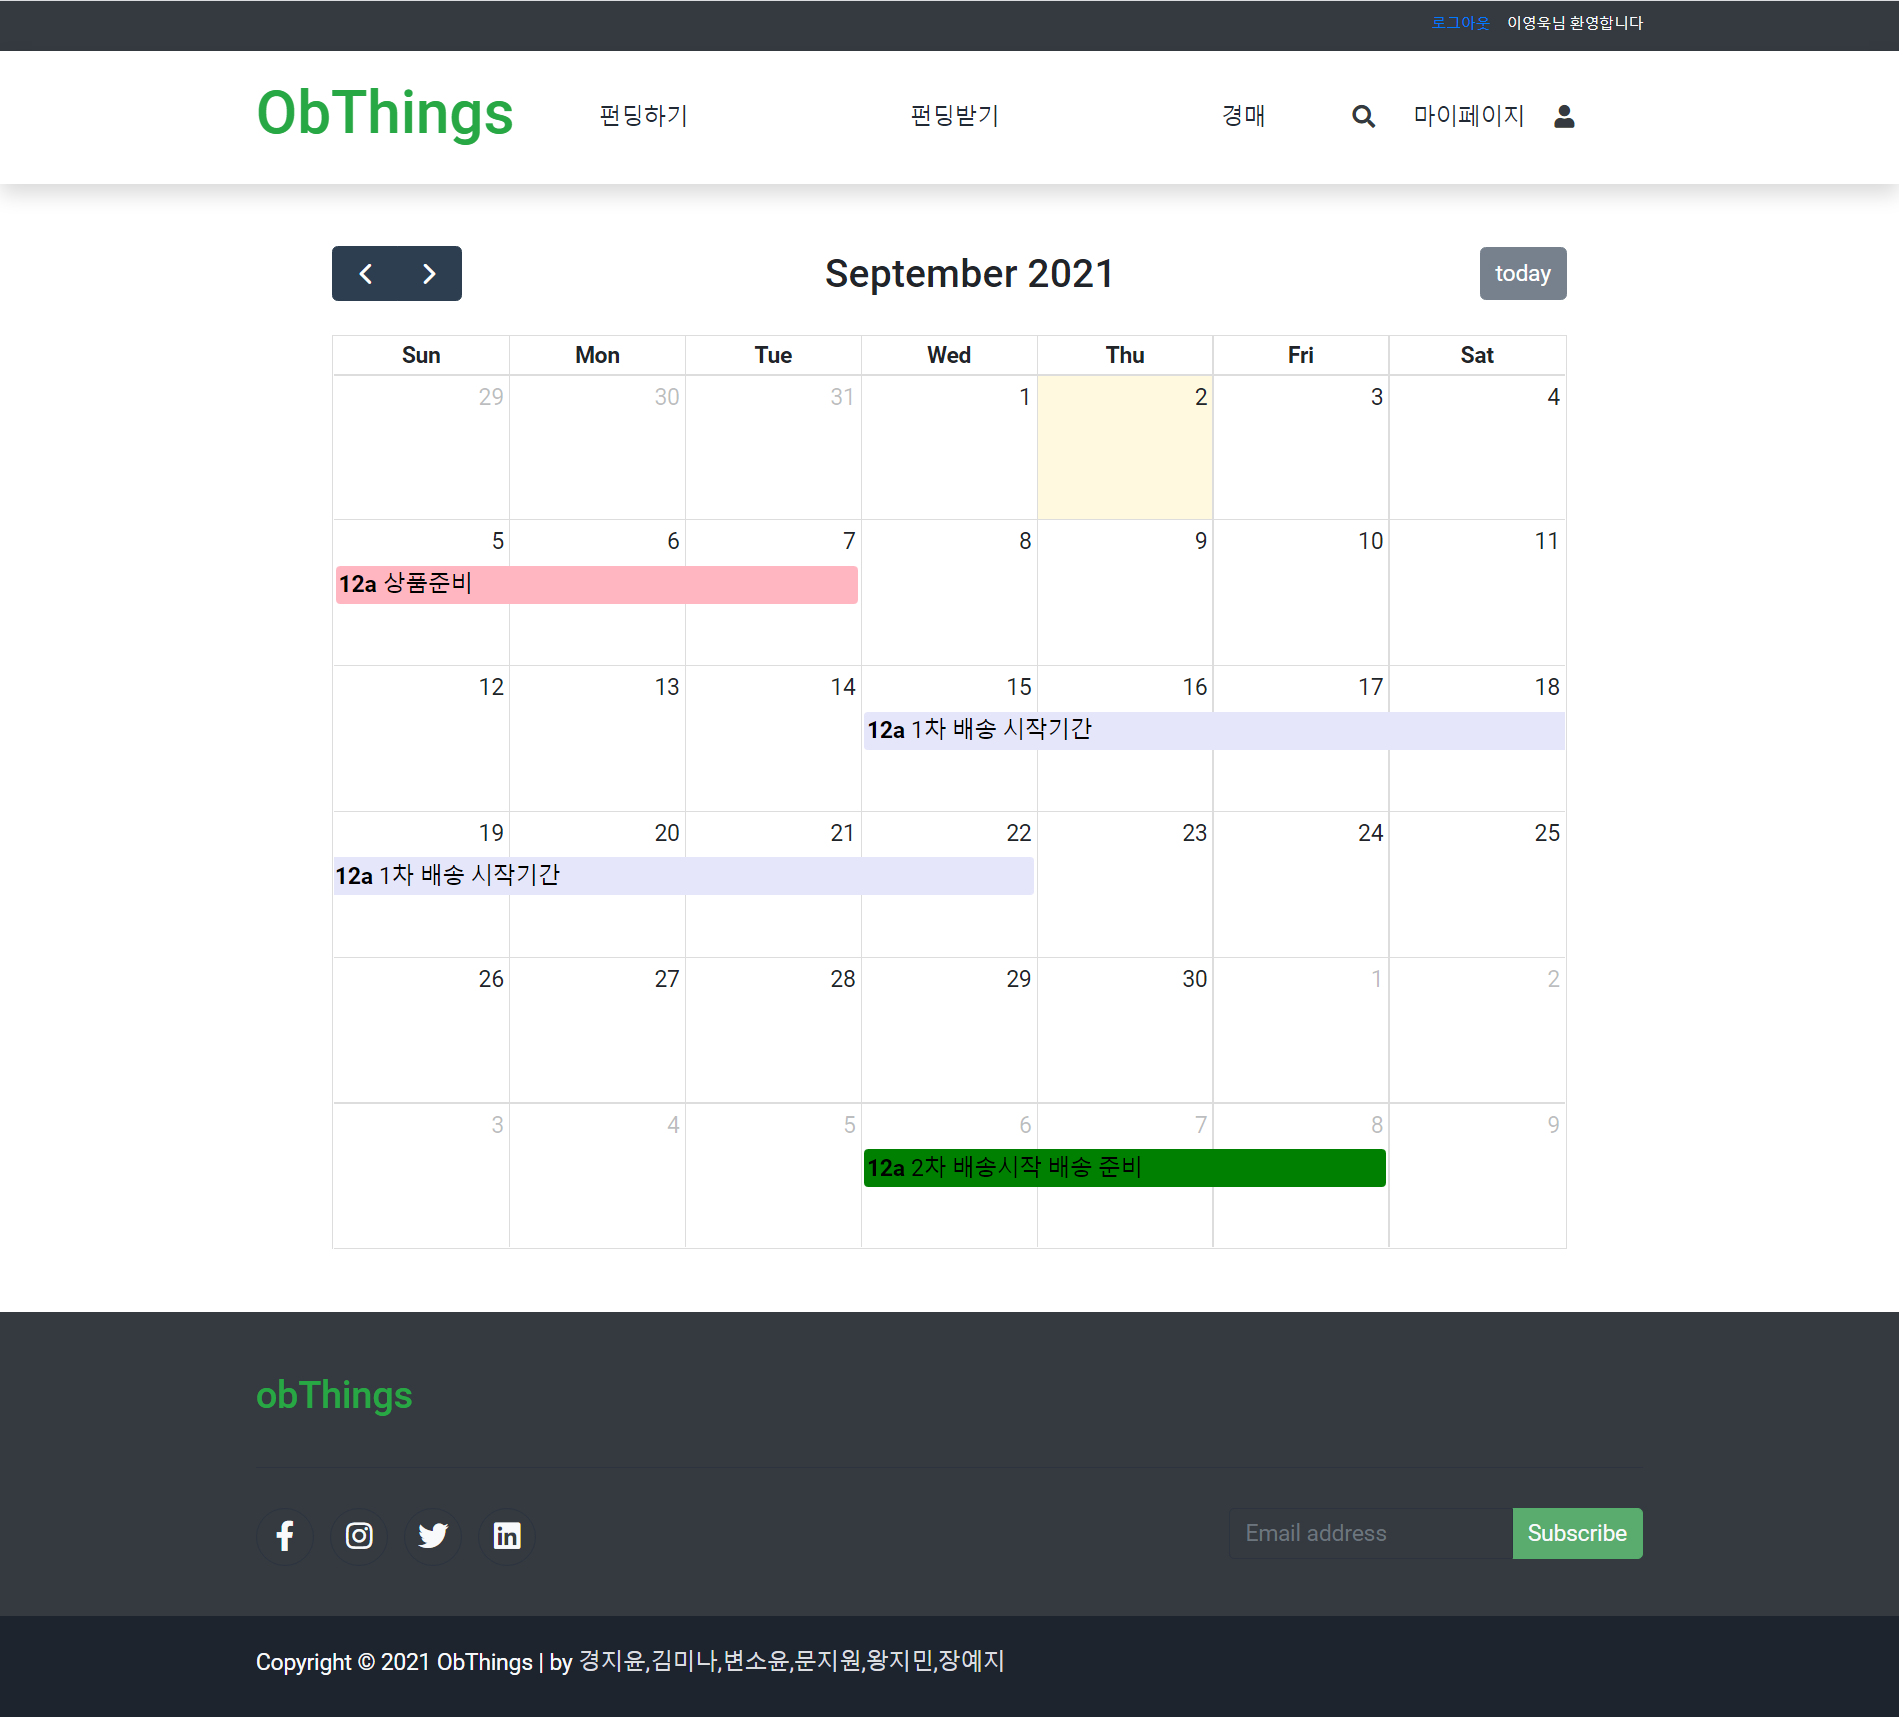 로그아웃 이영욱님 환영합니다
ObThings 펀딩하기 펀딩받기 경매 마이페이지
September 2021 today
Sun Mon Tue Wed Thu Fri Sat
29 30 31 1 2 3 4
5 6 7 8 9 10 11
12a 상품준비
12 13 14 15 16 17 18
12a 1차 배송 시작기간
19 20 21 22 23 24 25
12a 1차 배송 시작기간
26 27 28 29 30 1 2
3 4 5 6 7 8 9
12a 2차 배송시작 배송 준비
obThings
Email address Subscribe
Copyright © 2021 ObThings | by 경지윤,김미나,변소윤,문지원,왕지민,장예지